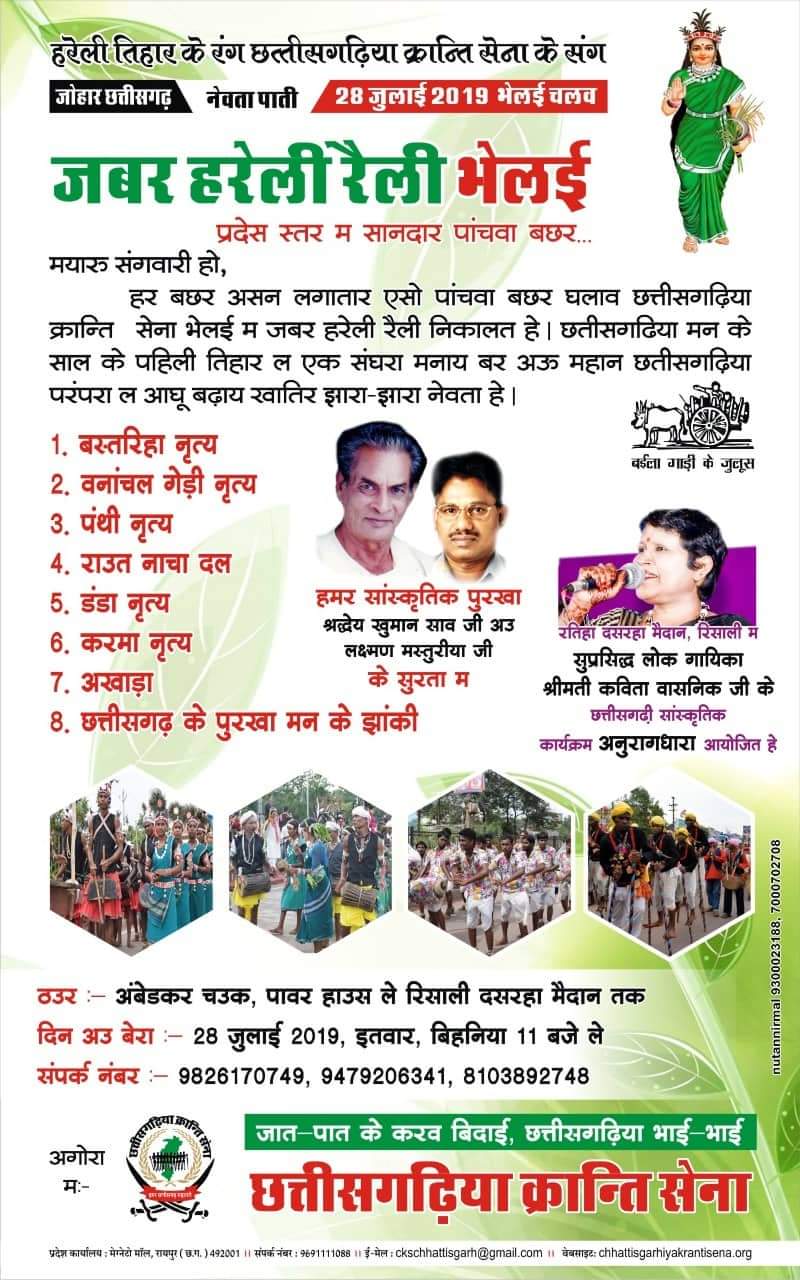 हरेली तिहार के रंग छत्तीसगढ़िया क्रान्ति सेना के संग
जोहार छत्तीसगढ़ नेवता पाती 28 जुलाई 2019 भेलई चलव
जबर हरेली रैली भेलई
प्रदेस स्तर म सानदार पांचवा बछर...
मयारु संगवारी हो,
हर बछर असन लगातार एसो पांचवा बछर घलाव छत्तीसगढ़िया
क्रान्ति सेना भेलई म जबर हरेली रैली निकालत हे। छतीसगढिया मन के
साल के पहिली तिहार ल एक संघरा मनाय बर अऊ महान छतीसगढ़िया
परंपरा ल आघू बढ़ाय खातिर झारा-झारा नेवता हे।
बईला गाड़ी के जुलूस
1. बस्तरिहा नृत्य
2. वनांचल गेड़ी नृत्य
3. पंथी नृत्य
4. राउत नाचा दल
5. डंडा नृत्य
6. करमा नृत्य
7. अखाड़ा
8. छत्तीसगढ़ के पुरखा मन के झांकी
हमर सांस्कृतिक पुरखा
श्रद्धेय खुमान साव जी अउ
लक्ष्मण मस्तुरीया जी
के सुरता म
रतिहा दसरहा मैदान, रिसाली म
सुप्रसिद्ध लोक गायिका
श्रीमती कविता वासनिक जी के
छत्तीसगढ़ी सांस्कृतिक
कार्यक्रम अनुरागधारा आयोजित हे
nutannirmal 9300023188, 7000702708
ठउर :- अंबेडकर चउक, पावर हाउस ले रिसाली दसरहा मैदान तक
दिन अउ बेरा :- 28 जुलाई 2019, इतवार, बिहनिया 11 बजे ले
संपर्क नंबर :- 9826170749, 9479206341, 8103892748
अगोरा
म:-
छत्तीसगढ़िया क्रान्ति सेना
जात-पात के करव बिदाई, छत्तीसगढ़िया भाई-भाई
छत्तीसगढ़िया क्रान्ति सेना
प्रदेश कार्यालय : मेग्नेटो मॉल, रायपुर ( छ.ग. ) 492001 ।। संपर्क नंबर : 9691111088 ।। ई-मेल : ckschhattisgarh@gmail.com ।। वेबसाइट: chhattisgarhiyakrantisena.org